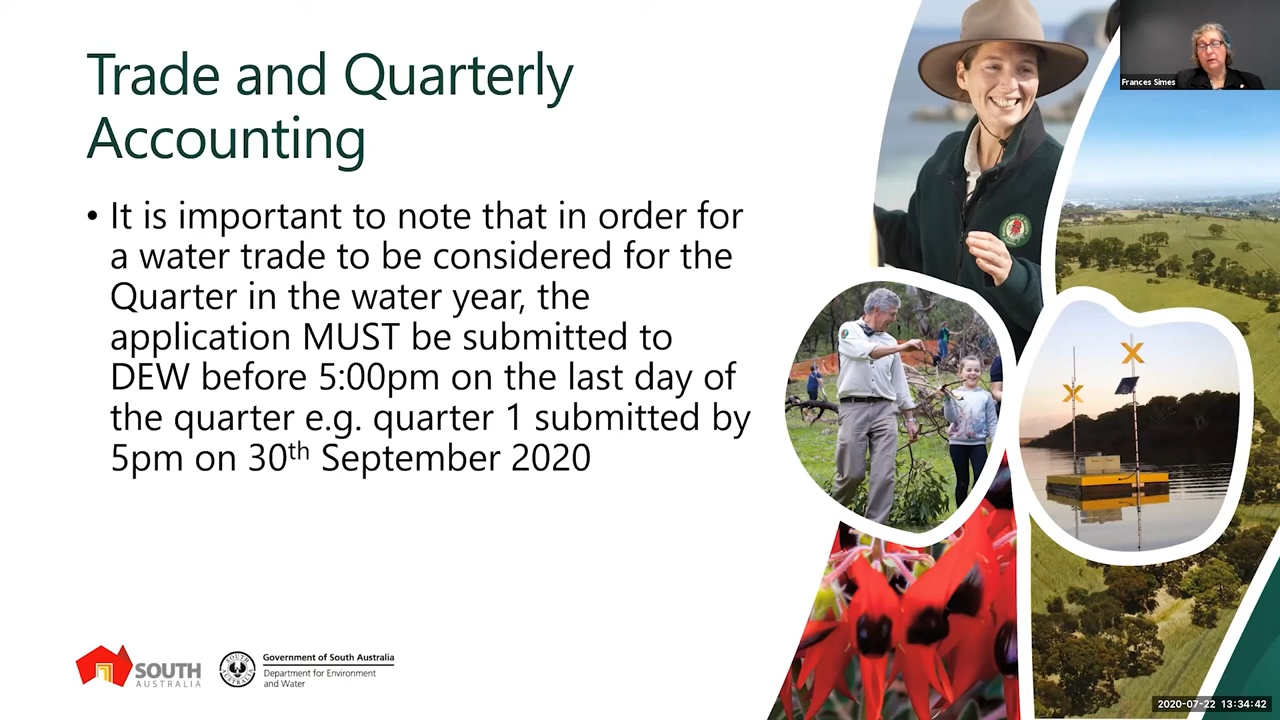 Trade and Quarterly
Accounting
• It is important to note that in order for
a water trade to be considered for the
Quarter in the water year, the
application MUST be submitted to
DEW before 5:00pm on the last day of
the quarter e.g. quarter 1 submitted by
5pm on 30th September 2020
Frances Simes
SOUTH
AUSTRALIA
Government of South Australia
Department for Environment
and Water
2020-07-22 13:34:42